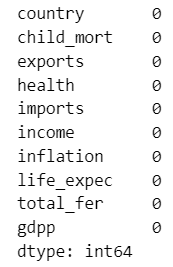 country 0
child_mort 0
exports 0
health 0
imports 0
income 0
inflation 0
life_expec 0
total_fer 0
gdpp 0
dtype: int64